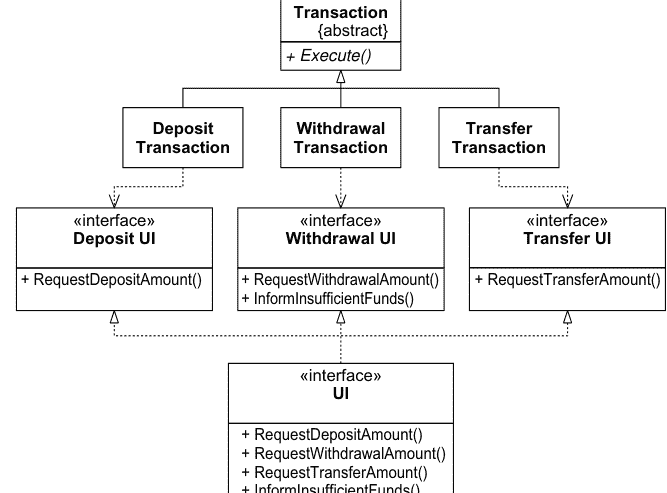 Transaction
{abstract}
+ Execute()
Deposit
Transaction
Withdrawal
Transaction
Transfer
Transaction
«interface»
Deposit UI
+ RequestDepositAmount()
«interface»
Withdrawal UI
+ RequestWithdrawalAmount()
+ InformInsufficientFunds()
«interface»
Transfer UI
+ RequestTransferAmount()
«interface»
UI
+ RequestDepositAmount()
+ RequestWithdrawalAmount()
+ RequestTransferAmount()
+ InformInsufficientFunds()